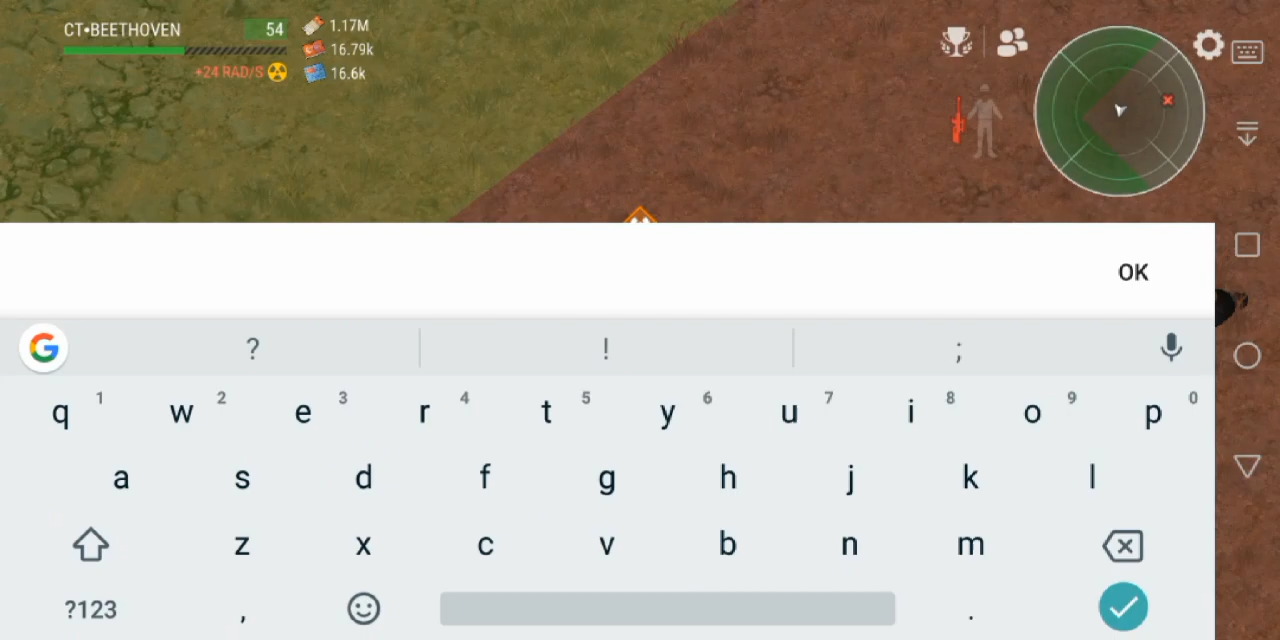 CT•BEETHOVEN 54 1.17M
16.79k
+24 RAD/S 16.6k
OK
? ! ;
q 1 w 2 e 3 r 4 t 5 y 6 u 7 i 8 o 9 p 0
a s d f g h j k l
z x c v b n m
?123 , .